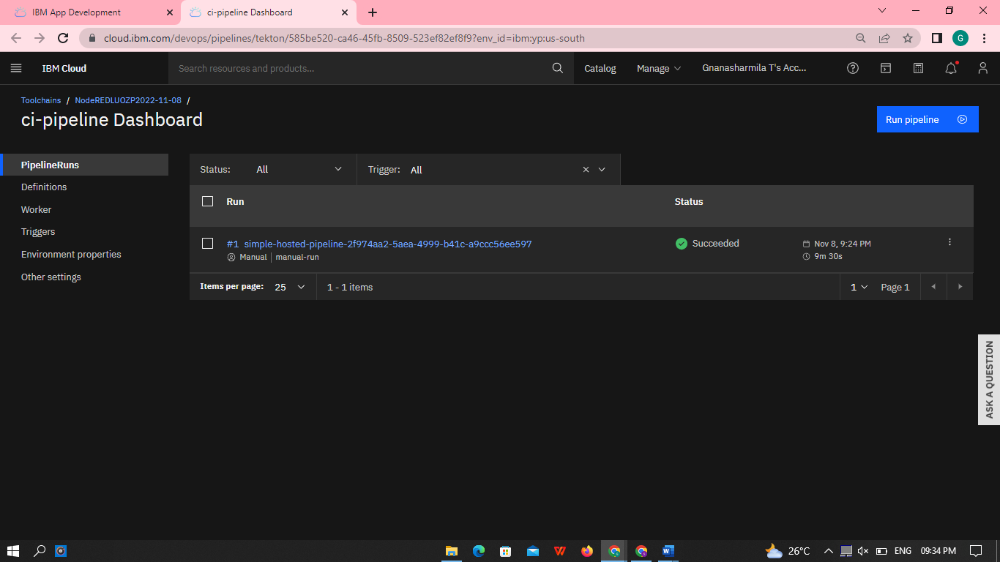 IBM App Development
ci-pipeline Dashboard
cloud.ibm.com/devops/pipelines/tekton/585be520-ca46-45fb-8509-523ef82ef8f9?env_id=ibm:yp:us-south
G
IBM Cloud
Search resources and products...
Catalog
Manage
Gnanasharmila T's Acc...
Toolchains / NodeREDLUOZP2022-11-08 /
ci-pipeline Dashboard
Run pipeline
PipelineRuns
Definitions
Worker
Triggers
Environment properties
Other settings
Status: All
Trigger: All
Run
Status
#1 simple-hosted-pipeline-2f974aa2-5aea-4999-b41c-a9ccc56ee597
Manual | manual-run
Succeeded
Nov 8, 9:24 PM
9m 30s
Items per page: 25
1 - 1 items
1
Page 1
ASK A QUESTION
26°C
ENG
09:34 PM